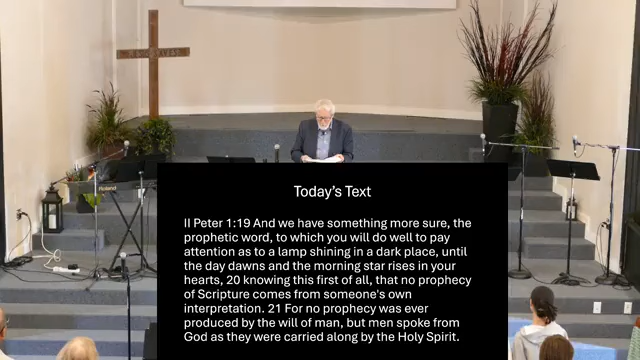 JESUS SAVES
Roland
Today's Text
II Peter 1:19 And we have something more sure, the
prophetic word, to which you will do well to pay
attention as to a lamp shining in a dark place, until
the day dawns and the morning star rises in your
hearts, 20 knowing this first of all, that no prophecy
of Scripture comes from someone's own
interpretation. 21 For no prophecy was ever
produced by the will of man, but men spoke from
God as they were carried along by the Holy Spirit.